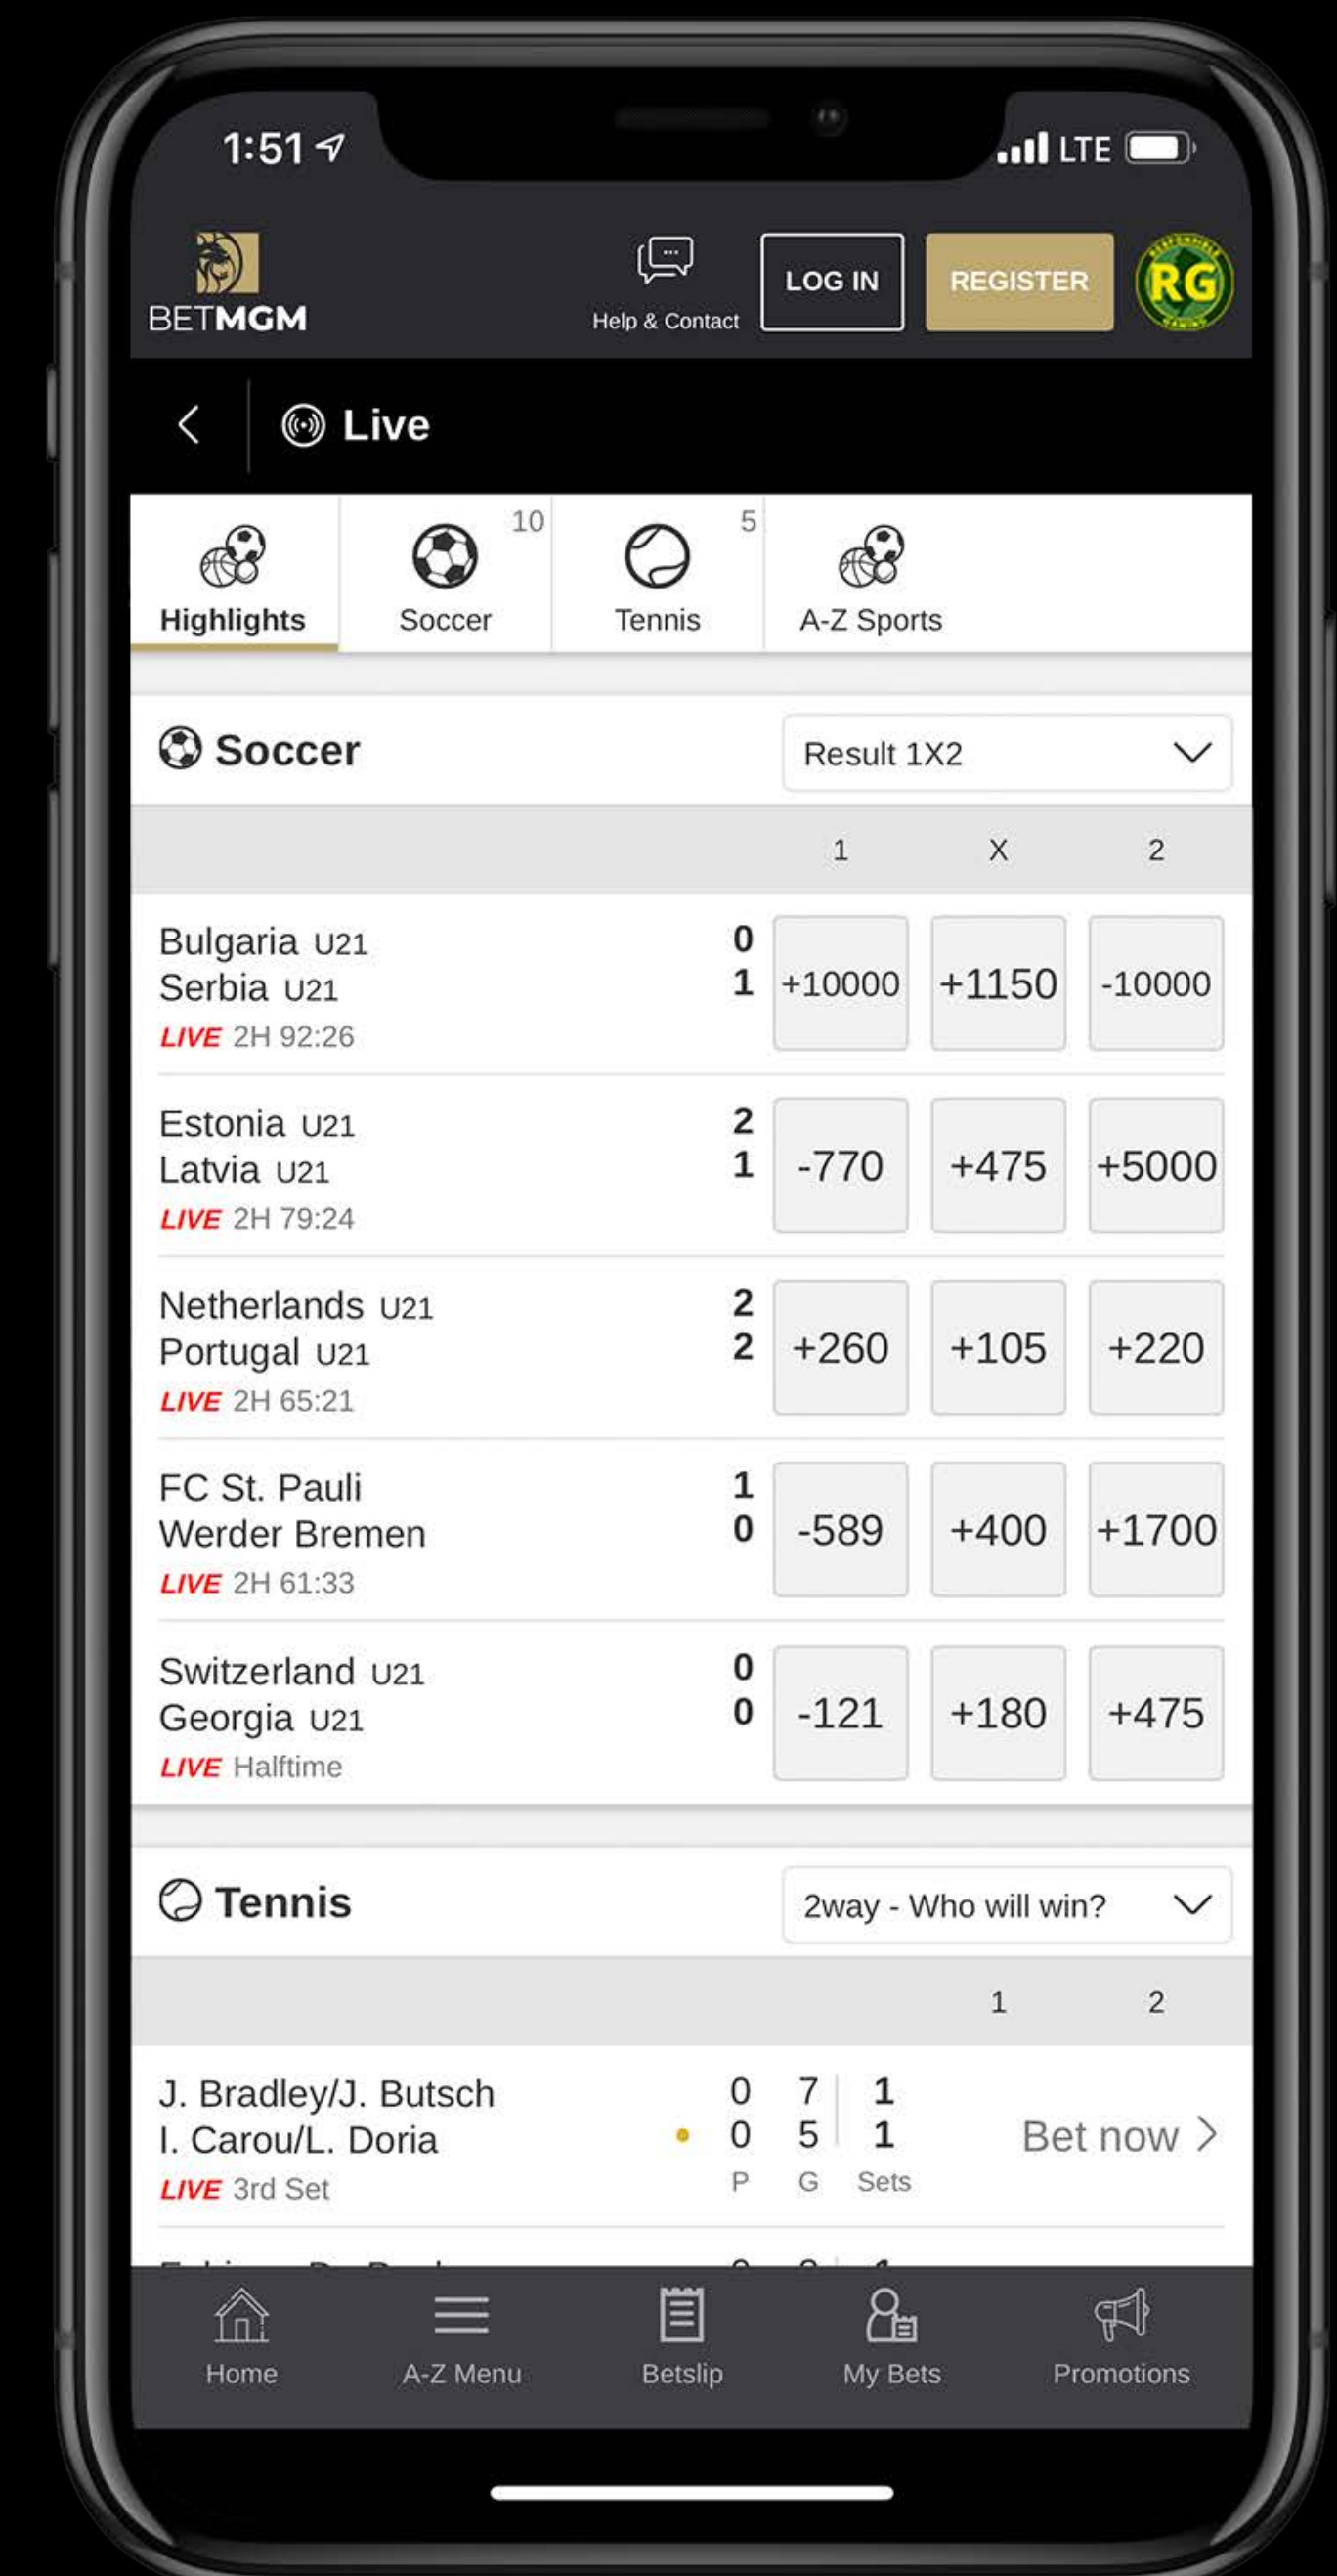 1:51 LTE
BETMGM
Help & Contact
LOG IN
REGISTER
RESPONSIBLE
RG
GAMING
Live
10 5
Highlights Soccer Tennis A-Z Sports
Soccer Result 1X2
1 X 2
Bulgaria U21 0
Serbia U21 1 +10000 +1150 -10000
LIVE 2H 92:26
Estonia U21 2
Latvia U21 1 -770 +475 +5000
LIVE 2H 79:24
Netherlands U21 2
Portugal U21 2 +260 +105 +220
LIVE 2H 65:21
FC St. Pauli 1
Werder Bremen 0 -589 +400 +1700
LIVE 2H 61:33
Switzerland U21 0
Georgia U21 0 -121 +180 +475
LIVE Halftime
Tennis 2way - Who will win?
1 2
J. Bradley/J. Butsch 0 7 1
I. Carou/L. Doria 0 5 1 Bet now
LIVE 3rd Set P G Sets
Home A-Z Menu Betslip My Bets Promotions